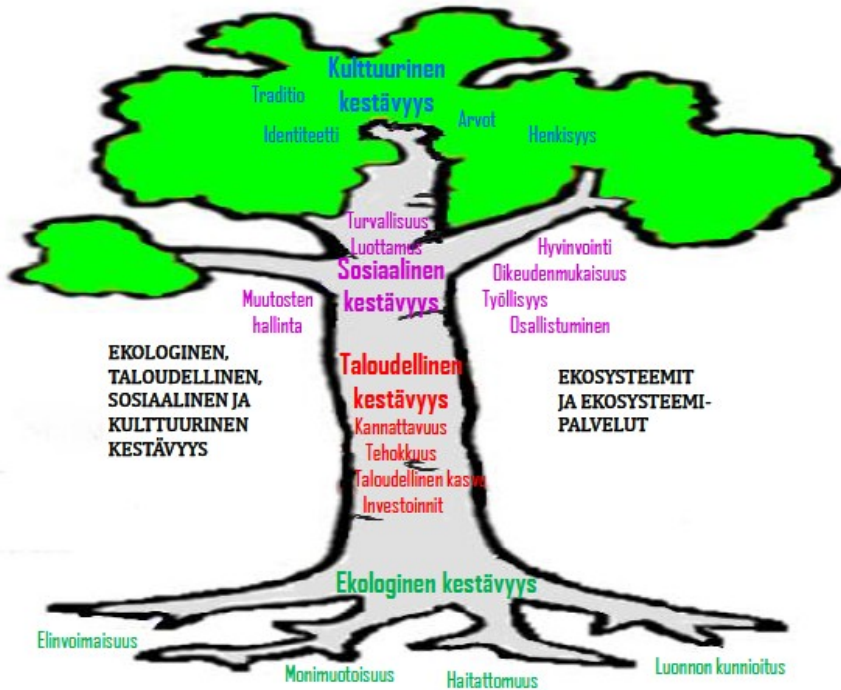 Kulttuurinen
kestävyys
Traditio
Identiteetti
Arvot
Henkisyys
Turvallisuus
Luottamus
Sosiaalinen
kestävyys
Muutosten
hallinta
Hyvinvointi
Oikeudenmukaisuus
Työllisyys
Osallistuminen
EKOLOGINEN,
TALOUDELLINEN,
SOSIAALINEN JA
KULTTUURINEN
KESTÄVYYS
Taloudellinen
kestävyys
Kannattavuus
Tehokkuus
Taloudellinen kasvu
Investoinnit
EKOSYSTEEMIT
JA EKOSYSTEEMI-
PALVELUT
Ekologinen kestävyys
Elinvoimaisuus
Monimuotoisuus
Haitattomuus
Luonnon kunnioitus